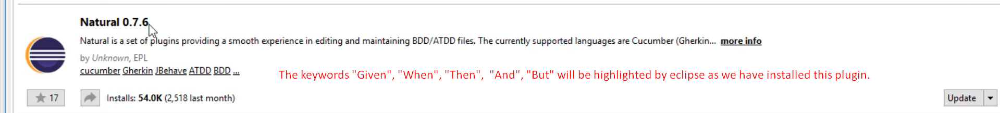 Natural 0.7.6
Natural is a set of plugins providing a smooth experience in editing and maintaining BDD/ATDD files. The currently supported languages are Cucumber (Gherkin... more info
by Unknown, EPL
cucumber Gherkin JBehave ATDD BDD ...
The keywords "Given", "When", "Then", "And", "But" will be highlighted by eclipse as we have installed this plugin.
17
Installs: 54.0K (2,518 last month)
Update